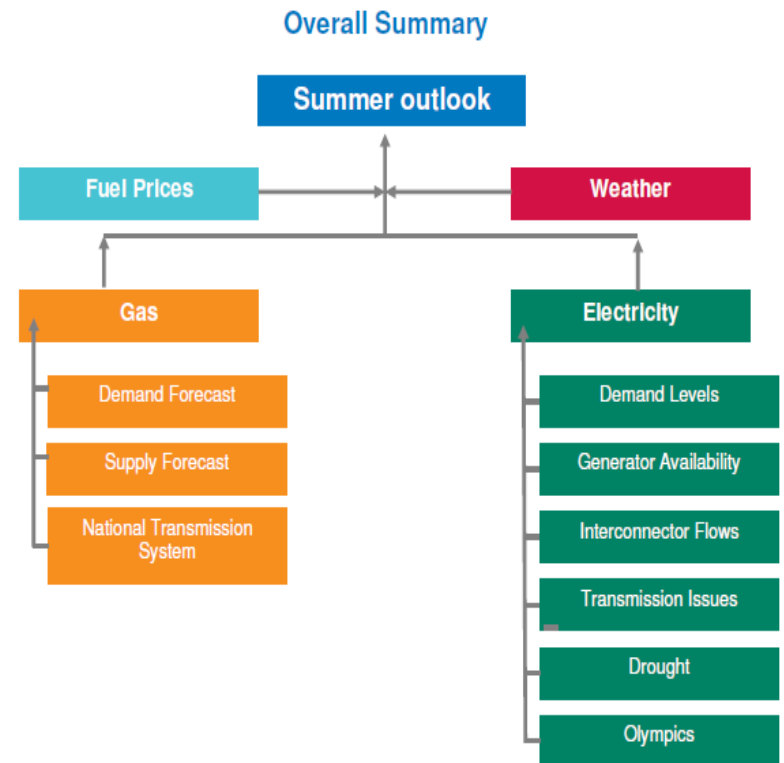 Overall Summary
Summer outlook
Fuel Prices
Weather
Gas
Electricity
Demand Forecast
Supply Forecast
National Transmission
System
Demand Levels
Generator Availability
Interconnector Flows
Transmission Issues
Drought
Olympics